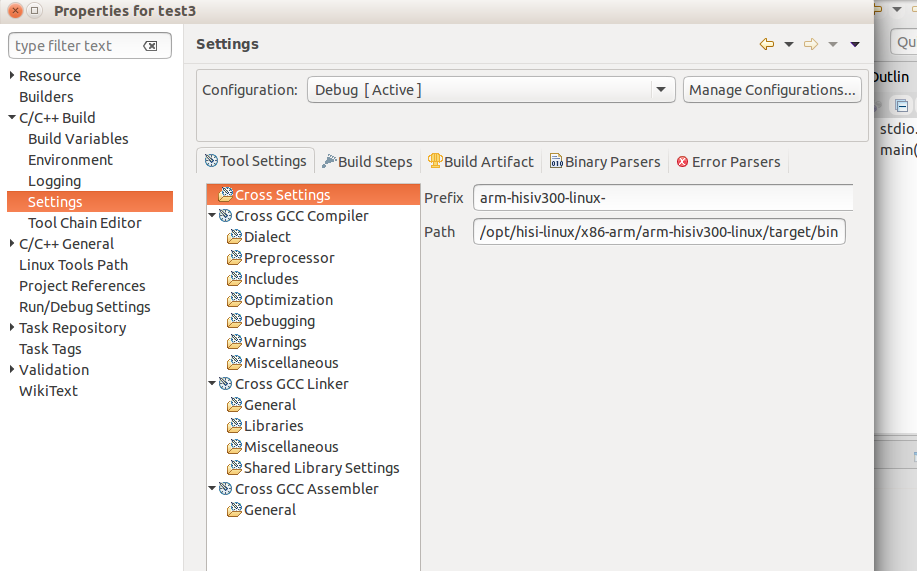 Properties for test3
type filter text
Resource
Builders
C/C++ Build
Build Variables
Environment
Logging
Settings
Tool Chain Editor
C/C++ General
Linux Tools Path
Project References
Run/Debug Settings
Task Repository
Task Tags
Validation
WikiText
Settings
Configuration:
Debug [ Active ]
Manage Configurations...
Tool Settings
Build Steps
Build Artifact
Binary Parsers
Error Parsers
Cross Settings
Cross GCC Compiler
Dialect
Preprocessor
Includes
Optimization
Debugging
Warnings
Miscellaneous
Cross GCC Linker
General
Libraries
Miscellaneous
Shared Library Settings
Cross GCC Assembler
General
Prefix
arm-hisiv300-linux-
Path
/opt/hisi-linux/x86-arm/arm-hisiv300-linux/target/bin
Qu
Outlin
stdio.
main(